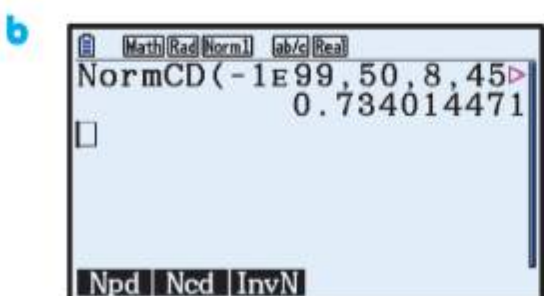 b
Math Rad Norm1 ab/c Real
NormCD(-1E99,50,8,45▷
0.734014471
Npd Ncd InvN